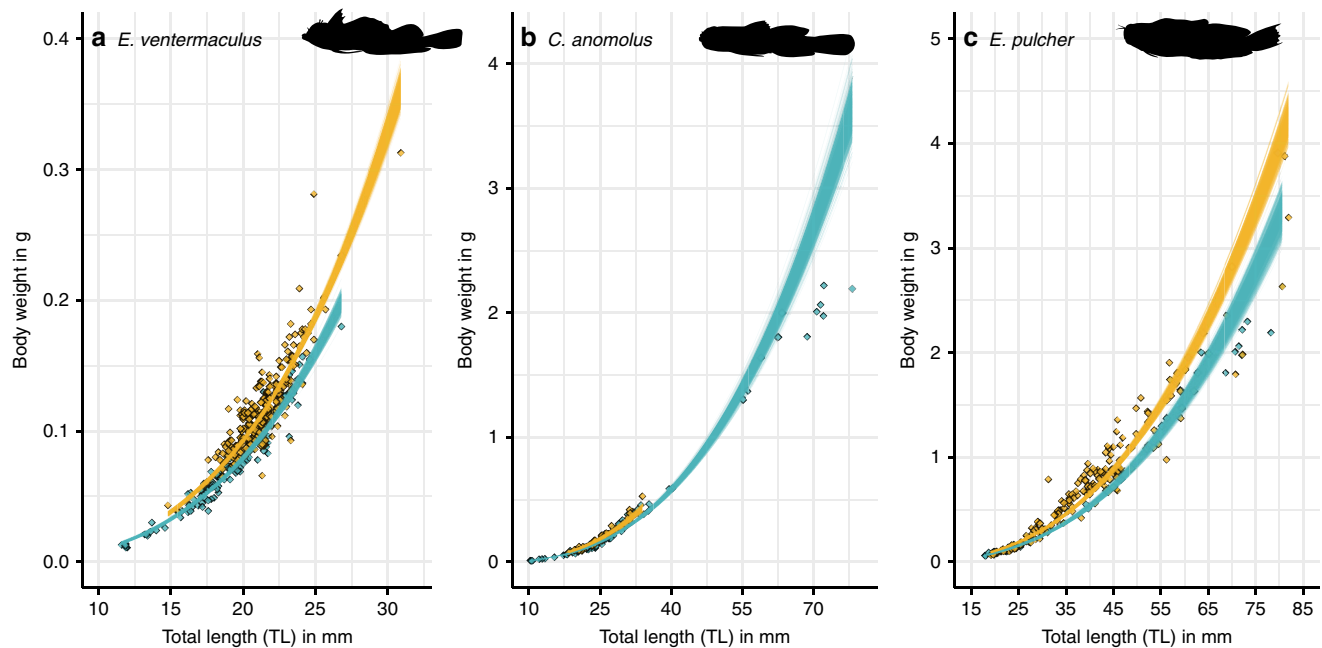 a E. ventermaculus
0.4
0.3
0.2
0.1
0.0
Body weight in g
10 15 20 25 30
Total length (TL) in mm
b C. anomolus
4
3
2
1
0
Body weight in g
10 25 40 55 70
Total length (TL) in mm
c E. pulcher
5
4
3
2
1
0
Body weight in g
15 25 35 45 55 65 75 85
Total length (TL) in mm